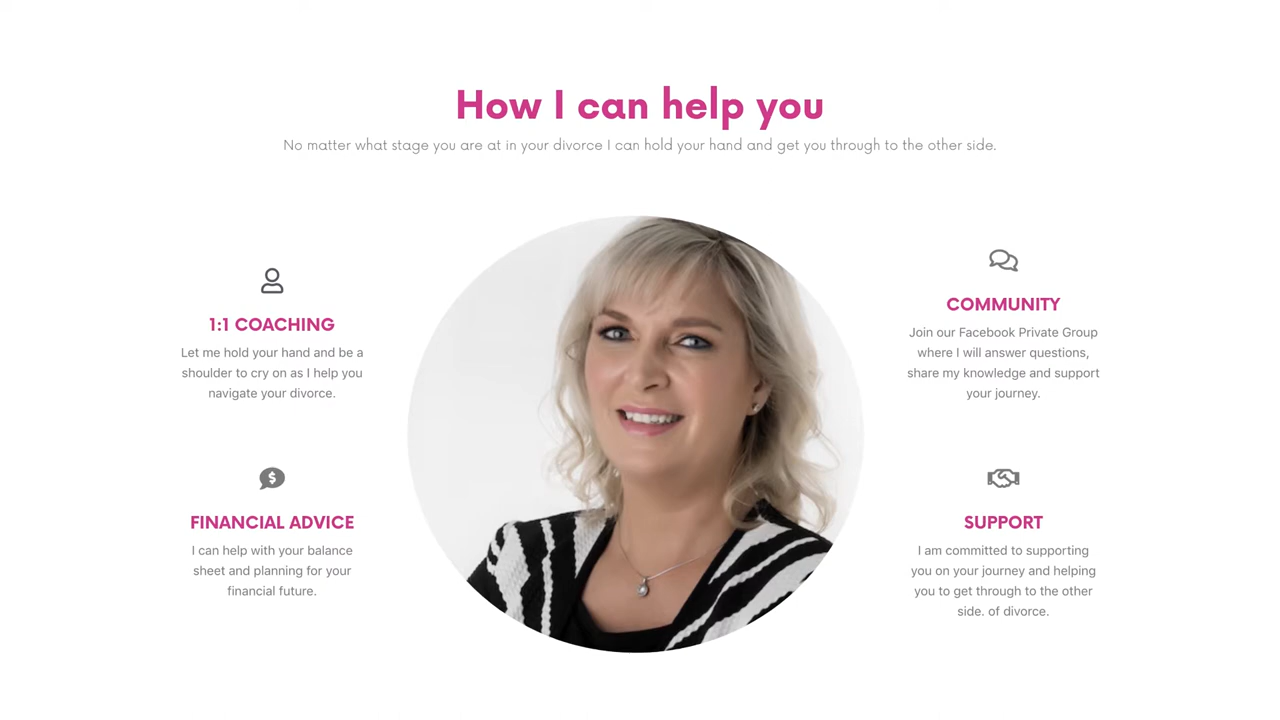 How I can help you
No matter what stage you are at in your divorce I can hold your hand and get you through to the other side.
1:1 COACHING
Let me hold your hand and be a
shoulder to cry on as I help you
navigate your divorce.
FINANCIAL ADVICE
I can help with your balance
sheet and planning for your
financial future.
COMMUNITY
Join our Facebook Private Group
where I will answer questions,
share my knowledge and support
your journey.
SUPPORT
I am committed to supporting
you on your journey and helping
you to get through to the other
side. of divorce.